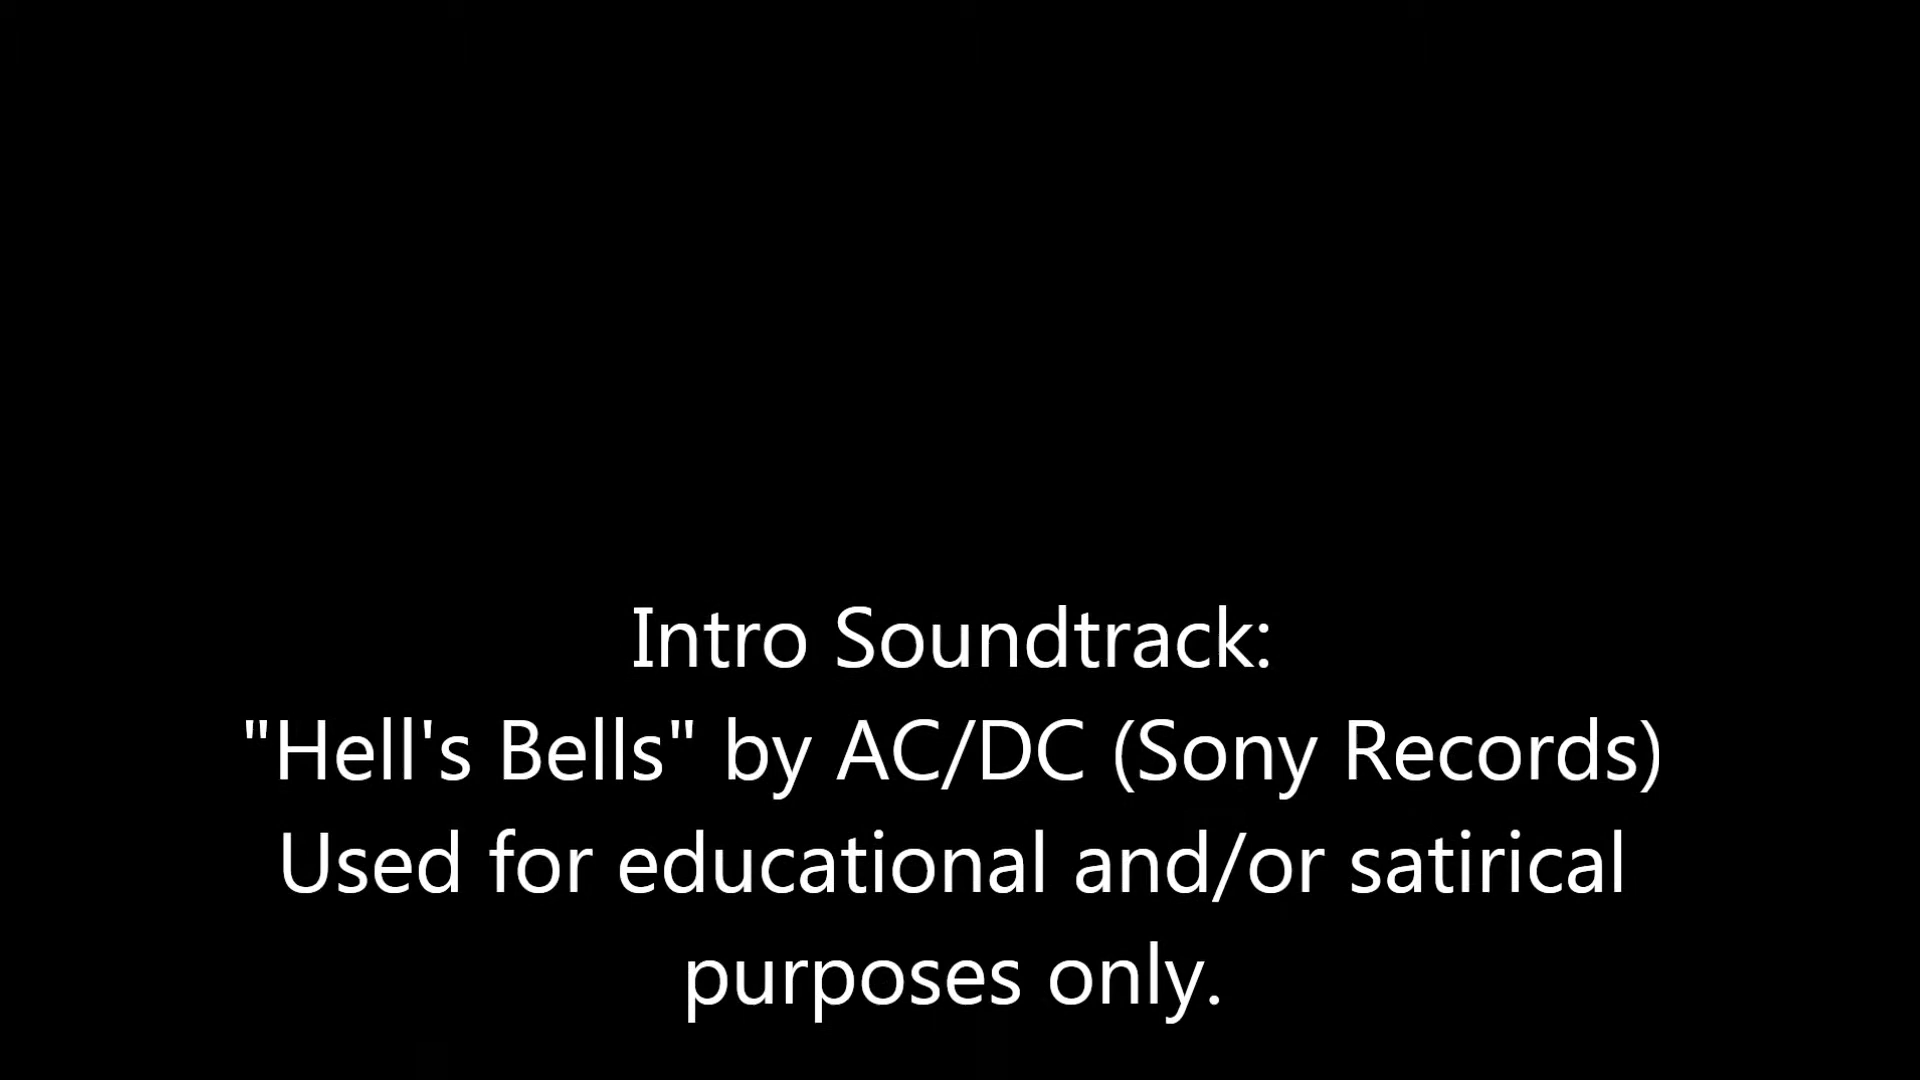 Intro Soundtrack:
"Hell's Bells" by AC/DC (Sony Records)
Used for educational and/or satirical
purposes only.